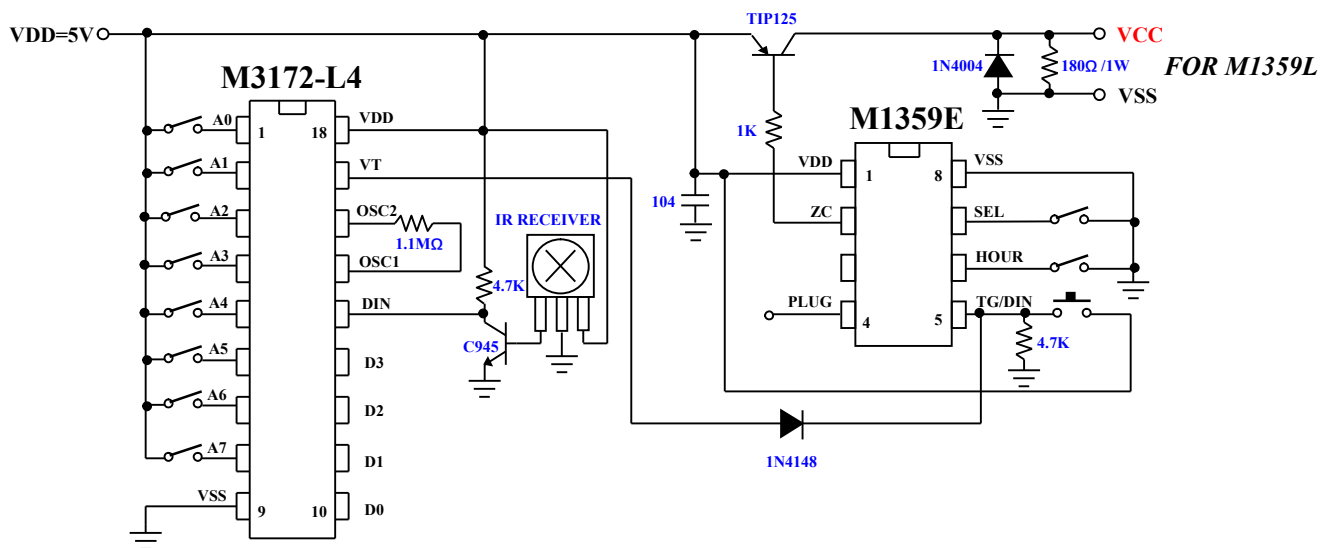 TIP125
VDD=5V
VCC
1N4004
180Ω /1W
FOR M1359L
VSS
M3172-L4
M1359E
A0
1
18
VDD
1K
VDD
1
8
VSS
A1
VT
104
A2
OSC2
1.1MΩ
IR RECEIVER
ZC
SEL
A3
OSC1
4.7K
HOUR
A4
DIN
PLUG
4
5
TG/DIN
4.7K
A5
D3
C945
A6
D2
A7
D1
1N4148
VSS
9
10
D0